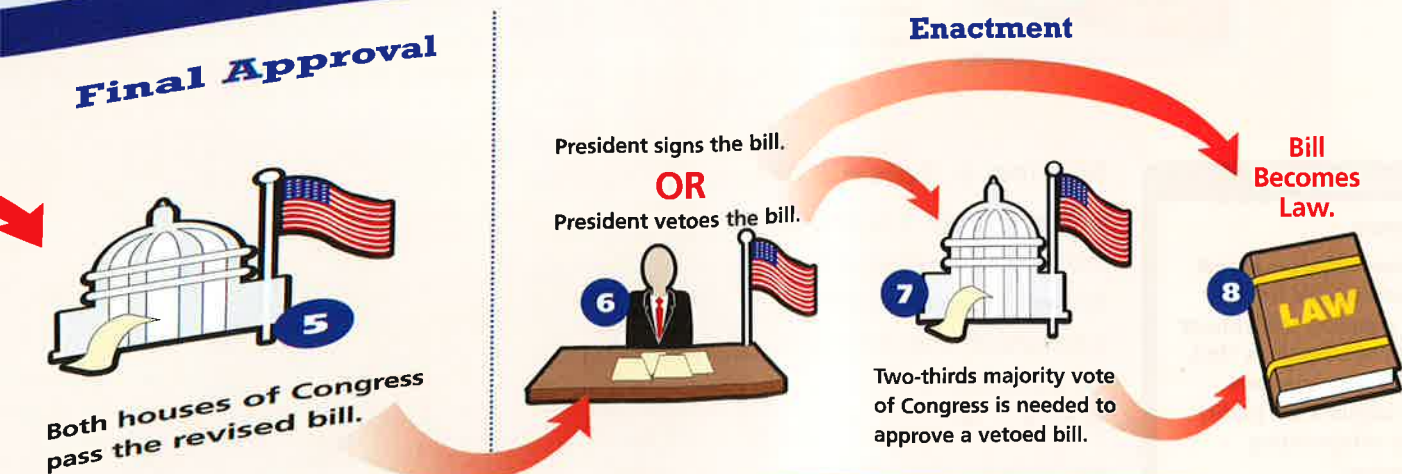 Final Approval
5
Both houses of Congress
pass the revised bill.
Enactment
President signs the bill.
OR
President vetoes the bill.
6
7
Two-thirds majority vote
of Congress is needed to
approve a vetoed bill.
Bill
Becomes
Law.
8
LAW